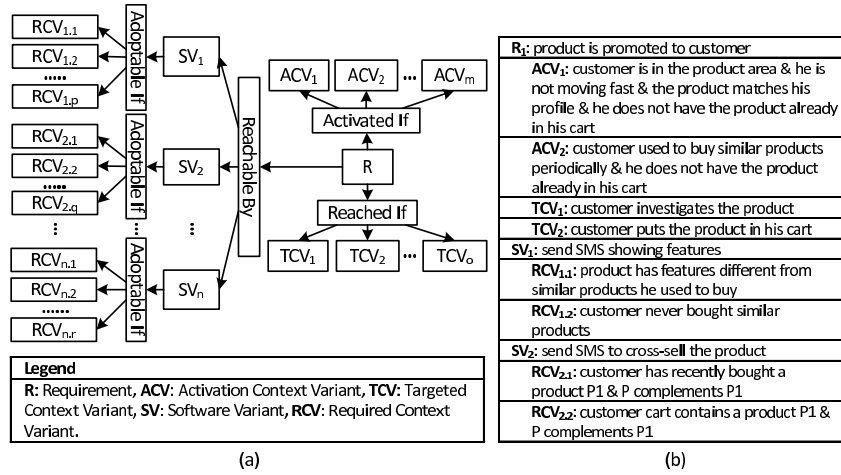 RCV1.1
RCV1.2
.....
RCV1.p
Adoptable If
SV1
RCV2.1
RCV2.2
.....
RCV2.q
Adoptable If
SV2
...
...
...
RCVn.1
RCVn.2
......
RCVn.r
Adoptable If
SVn
Reachable By
ACV1
ACV2
...
ACVm
Activated If
R
Reached If
TCV1
TCV2
...
TCVo
Legend
R: Requirement, ACV: Activation Context Variant, TCV: Targeted
Context Variant, SV: Software Variant, RCV: Required Context
Variant.
(a)
R1: product is promoted to customer
ACV1: customer is in the product area & he is
not moving fast & the product matches his
profile & he does not have the product already
in his cart
ACV2: customer used to buy similar products
periodically & he does not have the product
already in his cart
TCV1: customer investigates the product
TCV2: customer puts the product in his cart
SV1: send SMS showing features
RCV1.1: product has features different from
similar products he used to buy
RCV1.2: customer never bought similar
products
SV2: send SMS to cross-sell the product
RCV2.1: customer has recently bought a
product P1 & P complements P1
RCV2.2: customer cart contains a product P1 &
P complements P1
(b)